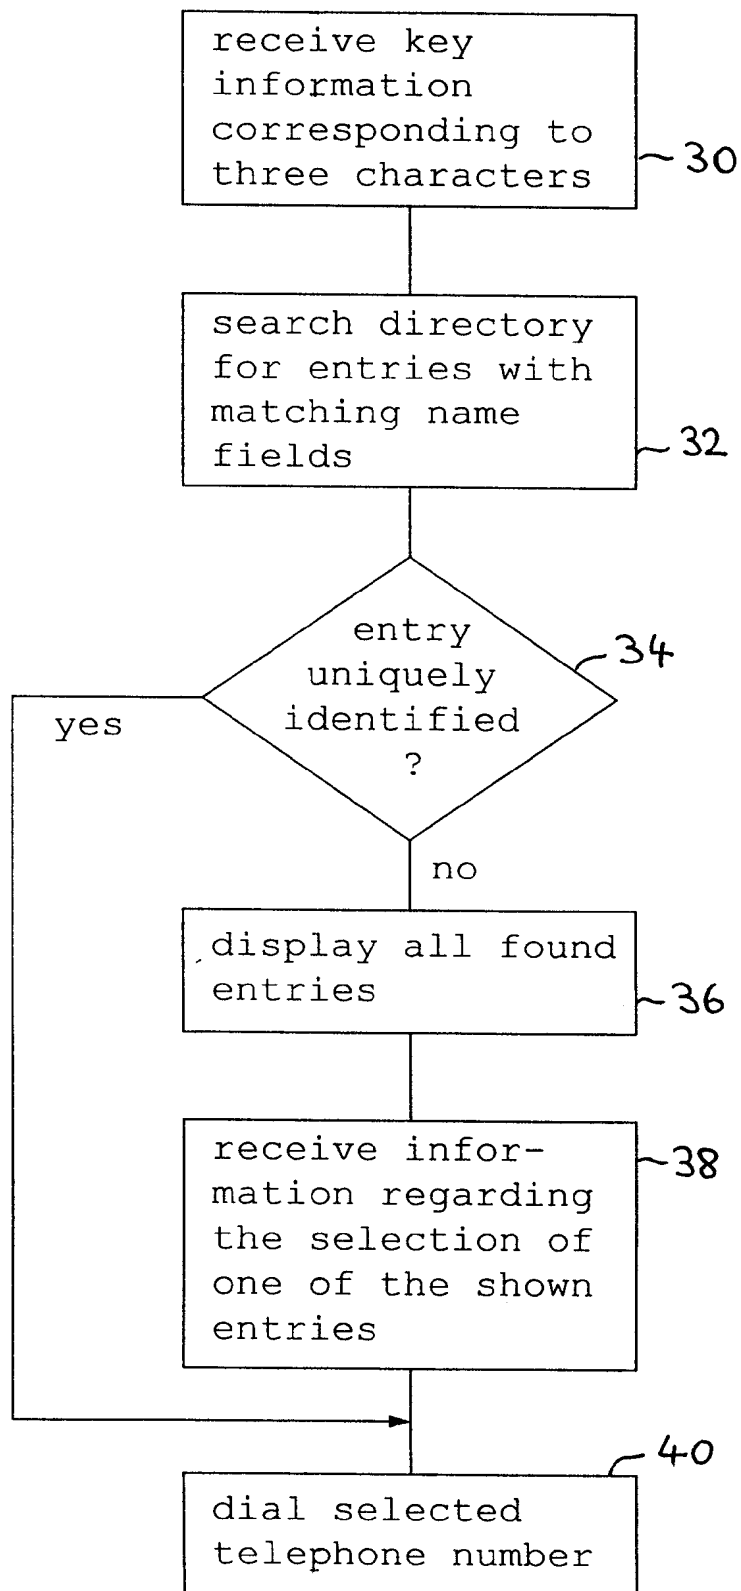 receive key
information
corresponding to
three characters
30
search directory
for entries with
matching name
fields
32
entry
uniquely
identified
?
34
yes
no
display all found
entries
36
receive infor-
mation regarding
the selection of
one of the shown
entries
38
40
dial selected
telephone number